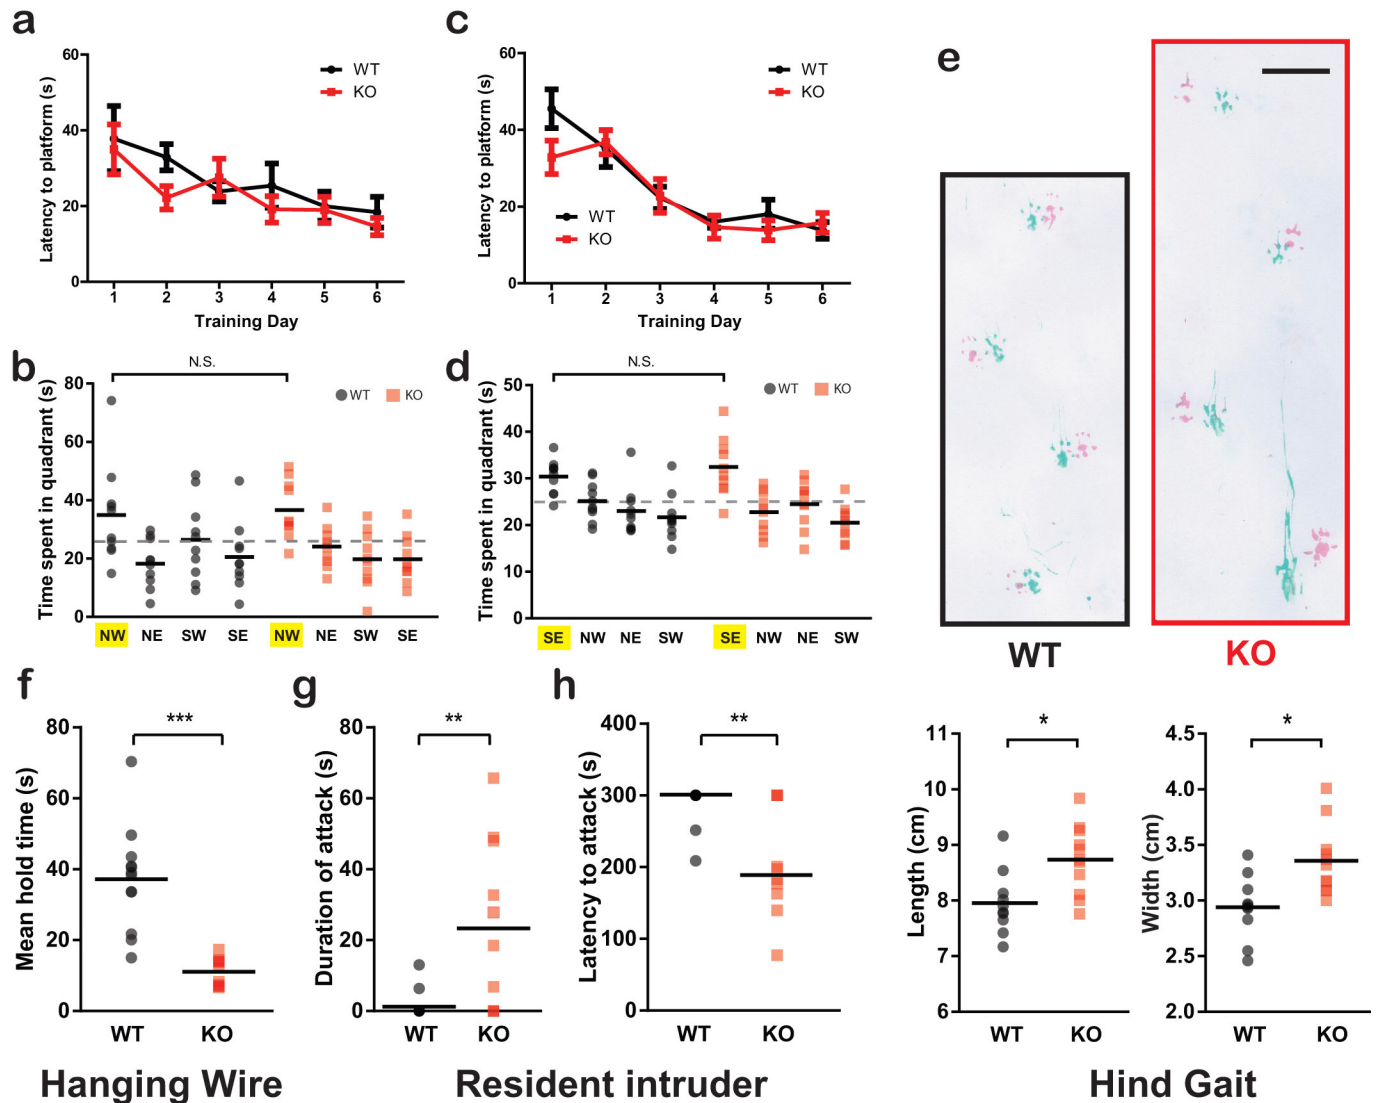 a
60
40
20
0
Latency to platform (s)
WT
KO
1 2 3 4 5 6
Training Day
c
60
40
20
0
Latency to platform (s)
WT
KO
WT
KO
1 2 3 4 5 6
Training Day
e
WT
KO
b
N.S.
80
60
40
20
0
Time spent in quadrant (s)
WT KO
NW NE SW SE NW NE SW SE
d
N.S.
50
40
30
20
10
0
Time spent in quadrant (s)
WT KO
SE NW NE SW SE NW NE SW
f
***
80
60
40
20
0
Mean hold time (s)
WT KO
Hanging Wire
g
**
80
60
40
20
0
Duration of attack (s)
WT KO
h
**
400
300
200
100
0
Latency to attack (s)
WT KO
Resident intruder
*
11
10
9
8
7
6
Length (cm)
WT KO
*
4.5
4.0
3.5
3.0
2.5
2.0
Width (cm)
WT KO
Hind Gait